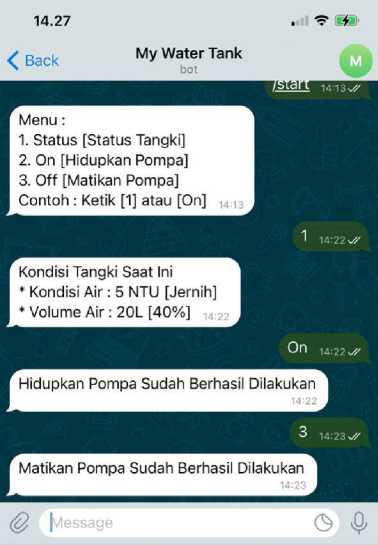 14.27
Back
My Water Tank
bot
M
/start 14:13
Menu :
1. Status [Status Tangki]
2. On [Hidupkan Pompa]
3. Off [Matikan Pompa]
Contoh : Ketik [1] atau [On] 14:13
1 14:22
Kondisi Tangki Saat Ini
* Kondisi Air : 5 NTU [Jernih]
* Volume Air : 20L [40%] 14:22
On 14:22
Hidupkan Pompa Sudah Berhasil Dilakukan
14:22
3 14:23
Matikan Pompa Sudah Berhasil Dilakukan
14:23
Message